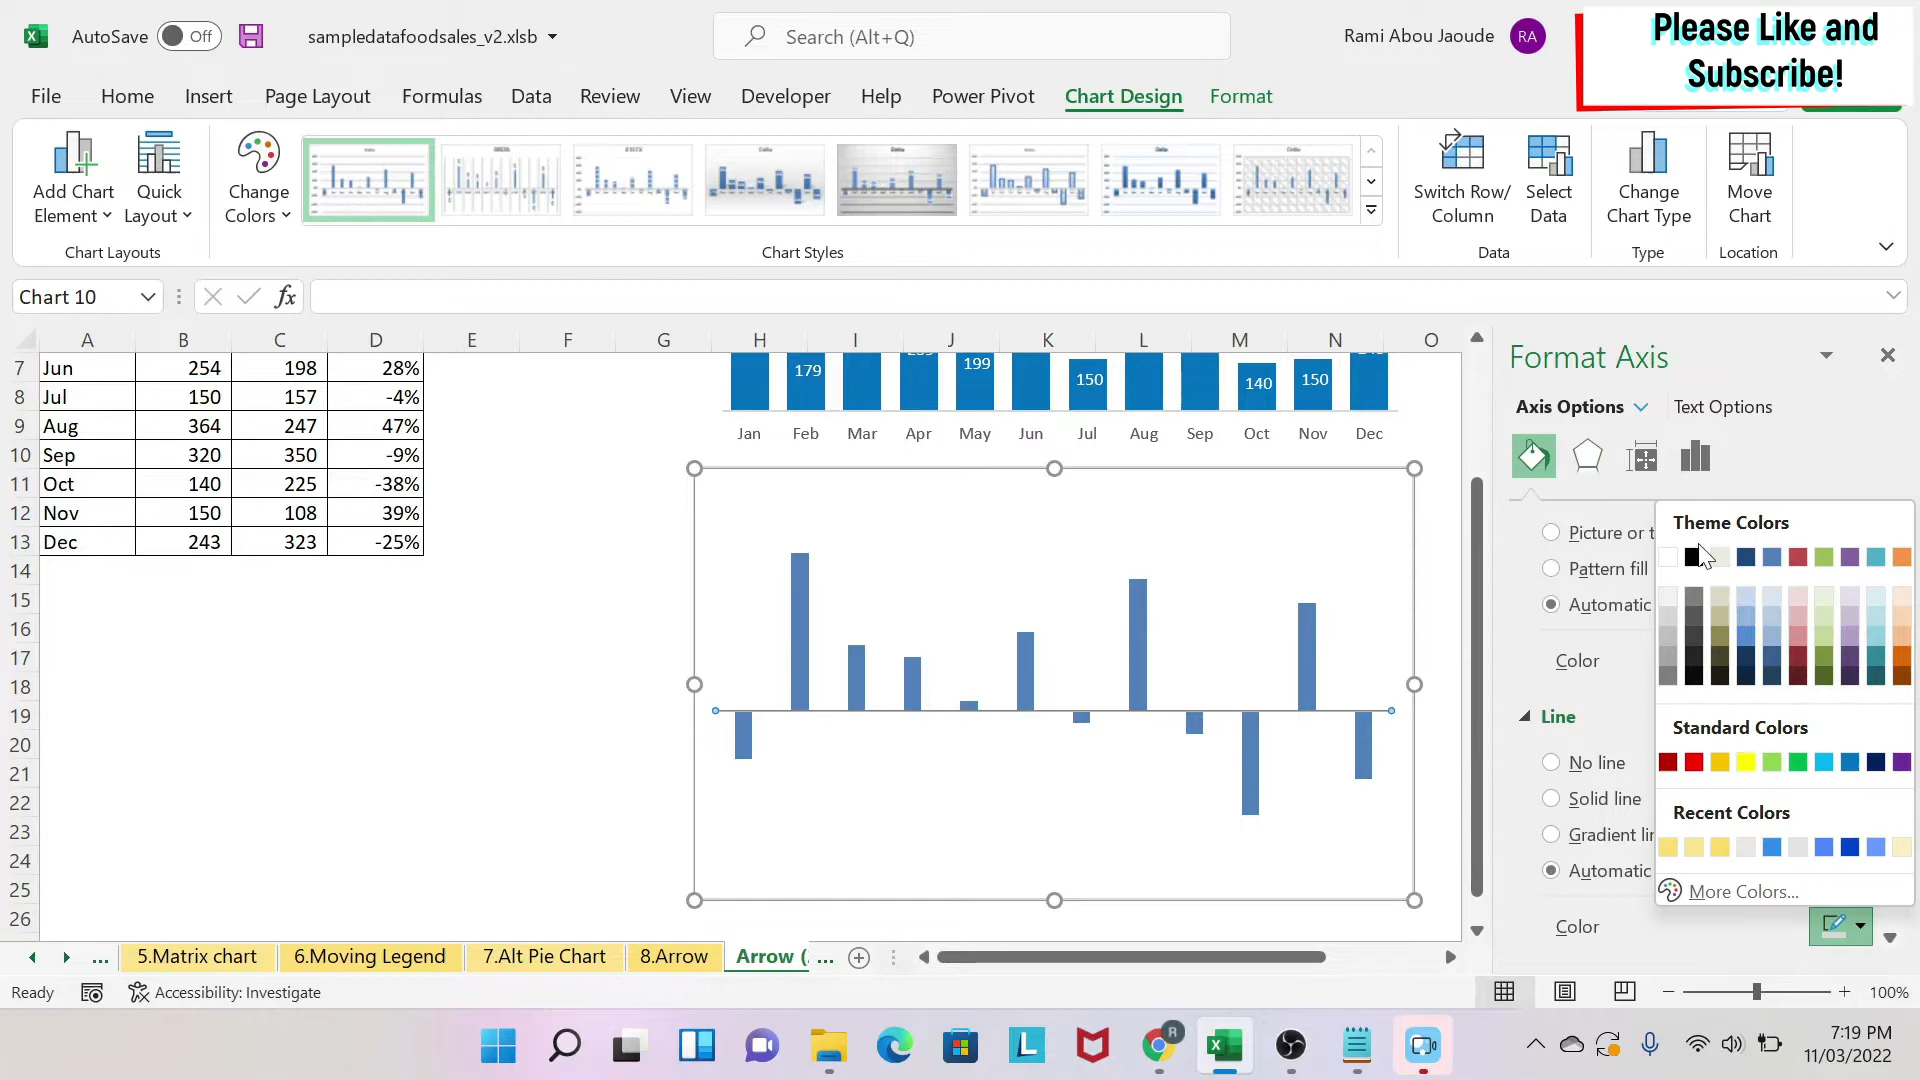 AutoSave Off sampledatafoodsales_v2.xlsb Search (Alt+Q) Rami Abou Jaoude RA
Please Like and
Subscribe!
File Home Insert Page Layout Formulas Data Review View Developer Help Power Pivot Chart Design Format
Add Chart Element
Quick Layout
Change Colors
Switch Row/ Column
Select Data
Change Chart Type
Move Chart
Chart Layouts Chart Styles Data Type Location
Chart 10 fx
A B C D E F G H I J K L M N O
7 Jun 254 198 28%
8 Jul 150 157 -4%
9 Aug 364 247 47%
10 Sep 320 350 -9%
11 Oct 140 225 -38%
12 Nov 150 108 39%
13 Dec 243 323 -25%
14
15
16
17
18
19
20
21
22
23
24
25
26
179 199 150 140 150
Jan Feb Mar Apr May Jun Jul Aug Sep Oct Nov Dec
Format Axis
Axis Options Text Options
Picture or t
Pattern fill
Automatic
Color
Line
No line
Solid line
Gradient li
Automatic
Color
Theme Colors
Standard Colors
Recent Colors
More Colors...
... 5.Matrix chart 6.Moving Legend 7.Alt Pie Chart 8.Arrow Arrow ( ...
Ready Accessibility: Investigate 100%
7:19 PM
11/03/2022